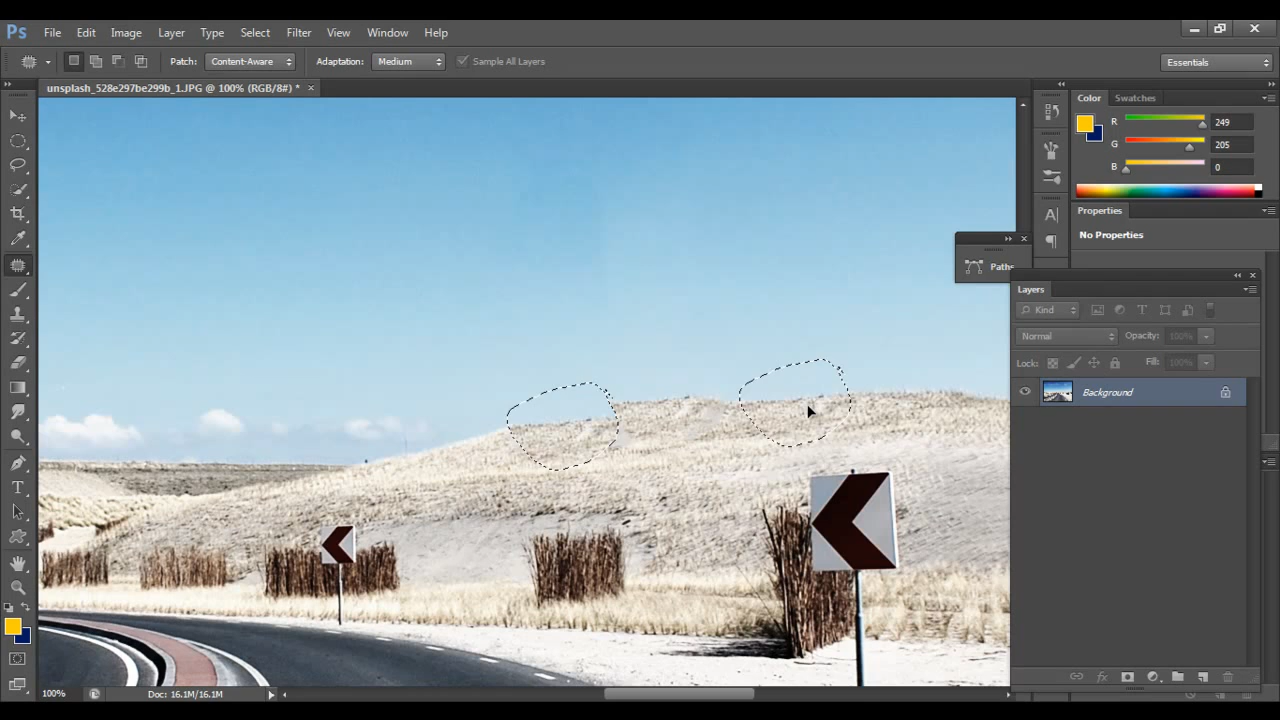 Ps File Edit Image Layer Type Select Filter View Window Help
Patch: Content-Aware Adaptation: Medium Sample All Layers Essentials
unsplash_528e297be299b_1.JPG @ 100% (RGB/8#) * ×
Color Swatches
R 249
G 205
B 0
Properties
No Properties
Paths
Layers
Kind
Normal Opacity: 100%
Lock: Fill: 100%
Background
100% Doc: 16.1M/16.1M